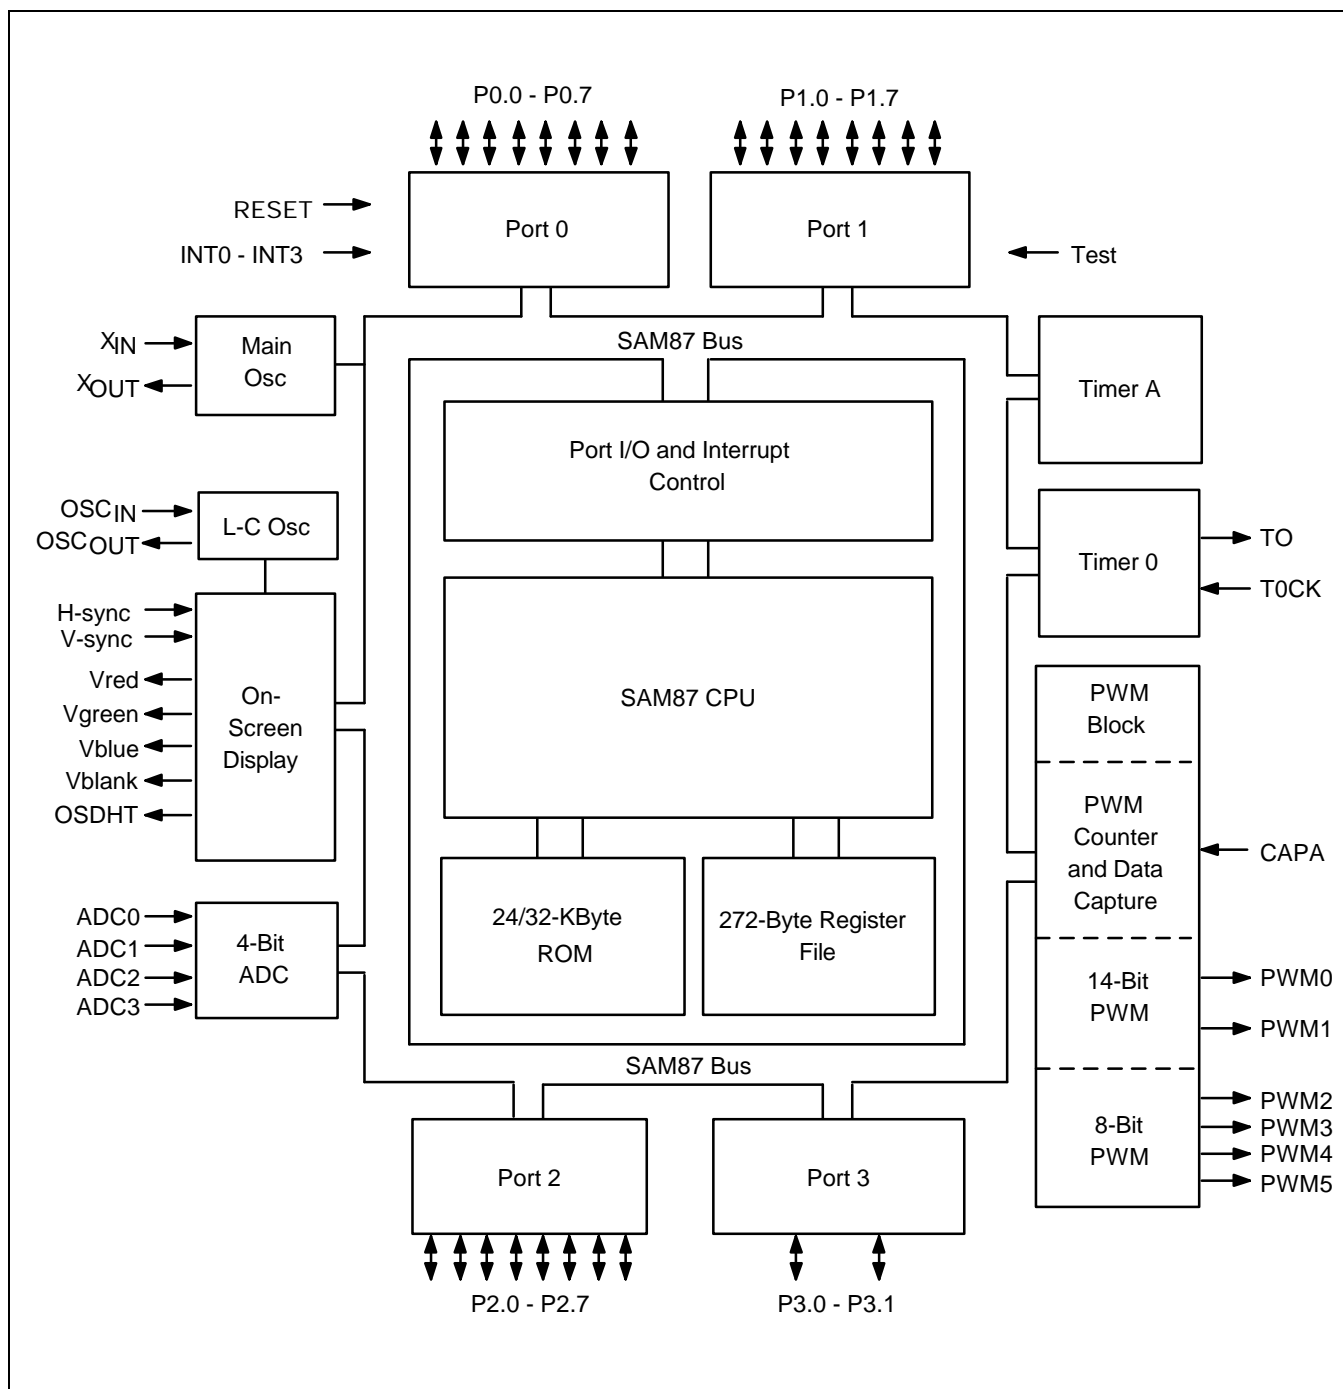 P0.0 - P0.7
P1.0 - P1.7
RESET
INT0 - INT3
Port 0
Port 1
Test
SAM87 Bus
XIN
XOUT
Main
Osc
Timer A
Port I/O and Interrupt
Control
OSCIN
OSCOUT
L-C Osc
Timer 0
TO
T0CK
H-sync
V-sync
Vred
Vgreen
Vblue
Vblank
OSDHT
On-
Screen
Display
SAM87 CPU
PWM
Block
PWM
Counter
and Data
Capture
CAPA
ADC0
ADC1
ADC2
ADC3
4-Bit
ADC
24/32-KByte
ROM
272-Byte Register
File
14-Bit
PWM
PWM0
PWM1
SAM87 Bus
8-Bit
PWM
PWM2
PWM3
PWM4
PWM5
Port 2
Port 3
P2.0 - P2.7
P3.0 - P3.1